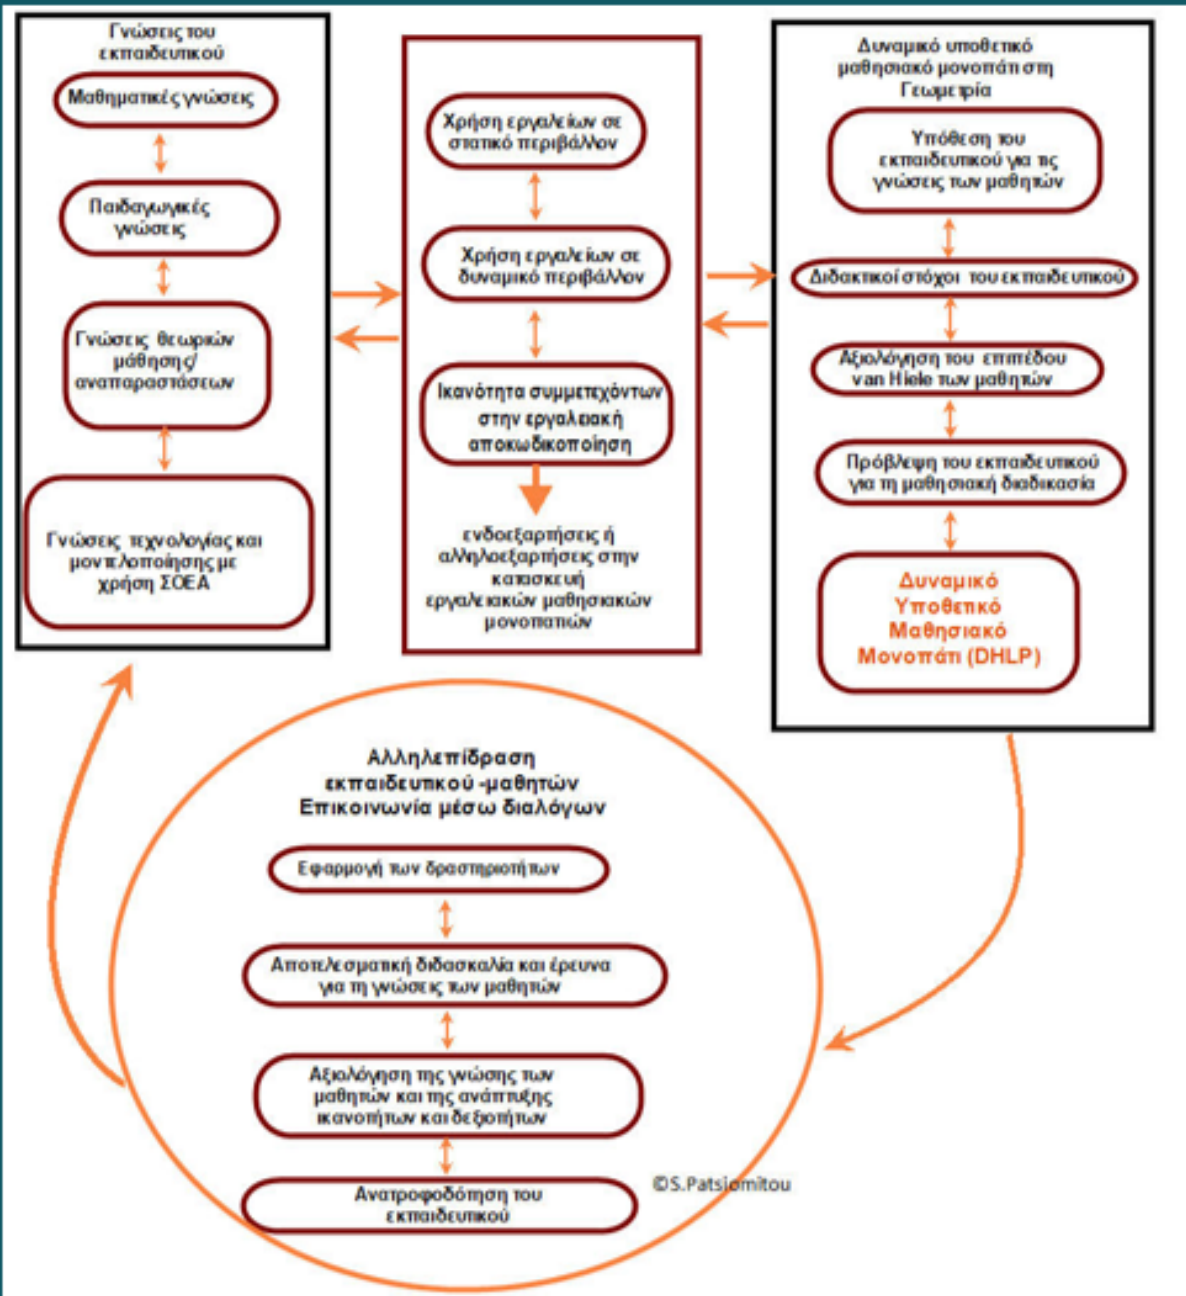 Γνώσεις του
εκπαιδευτικού
Μαθηματικές γνώσεις
Παιδαγωγικές
γνώσεις
Γνώσεις θεωριών
μάθησης/
αναπαραστάσεων
Γνώσεις τεχνολογίας και
μοντελοποίησης με
χρήση ΣΟΕΑ
Χρήση εργαλείων σε
στατικό περιβάλλον
Χρήση εργαλείων σε
δυναμικό περιβάλλον
Ικανότητα συμμετεχόντων
στην εργαλειακή
αποκωδικοποίηση
ενδοεξαρτήσεις ή
αλληλοεξαρτήσεις στην
κατασκευή
εργαλειακών μαθησιακών
μονοπατιών
Δυναμικό υποθετικό
μαθησιακό μονοπάτι στη
Γεωμετρία
Υπόθεση του
εκπαιδευτικού για τις
γνώσεις των μαθητών
Διδακτικοί στόχοι του εκπαιδευτικού
Αξιολόγηση του επιπέδου
van Hiele των μαθητών
Πρόβλεψη του εκπαιδευτικού
για τη μαθησιακή διαδικασία
Δυναμικό
Υποθετικό
Μαθησιακό
Μονοπάτι (DHLP)
Αλληλεπίδραση
εκπαιδευτικού -μαθητών
Επικοινωνία μέσω διαλόγων
Εφαρμογή των δραστηριοτήτων
Αποτελεσματική διδασκαλία και έρευνα
για τη γνώσεις των μαθητών
Αξιολόγηση της γνώσης των
μαθητών και της ανάπτυξης
ικανοτήτων και δεξιοτήτων
Ανατροφοδότηση του
εκπαιδευτικού
©S.Patsiomitou